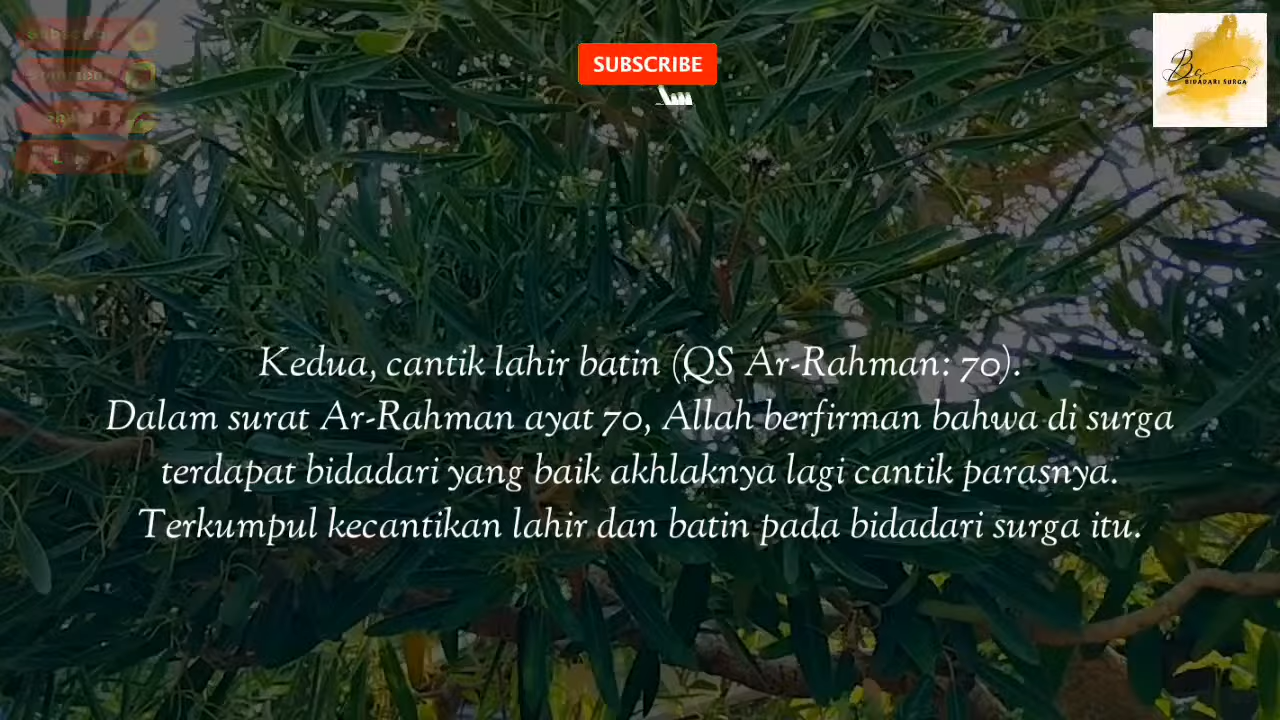 SUBSCRIBE
BIDADARI SURGA
Kedua, cantik lahir batin (QS Ar-Rahman: 70).
Dalam surat Ar-Rahman ayat 70, Allah berfirman bahwa di surga
terdapat bidadari yang baik akhlaknya lagi cantik parasnya.
Terkumpul kecantikan lahir dan batin pada bidadari surga itu.